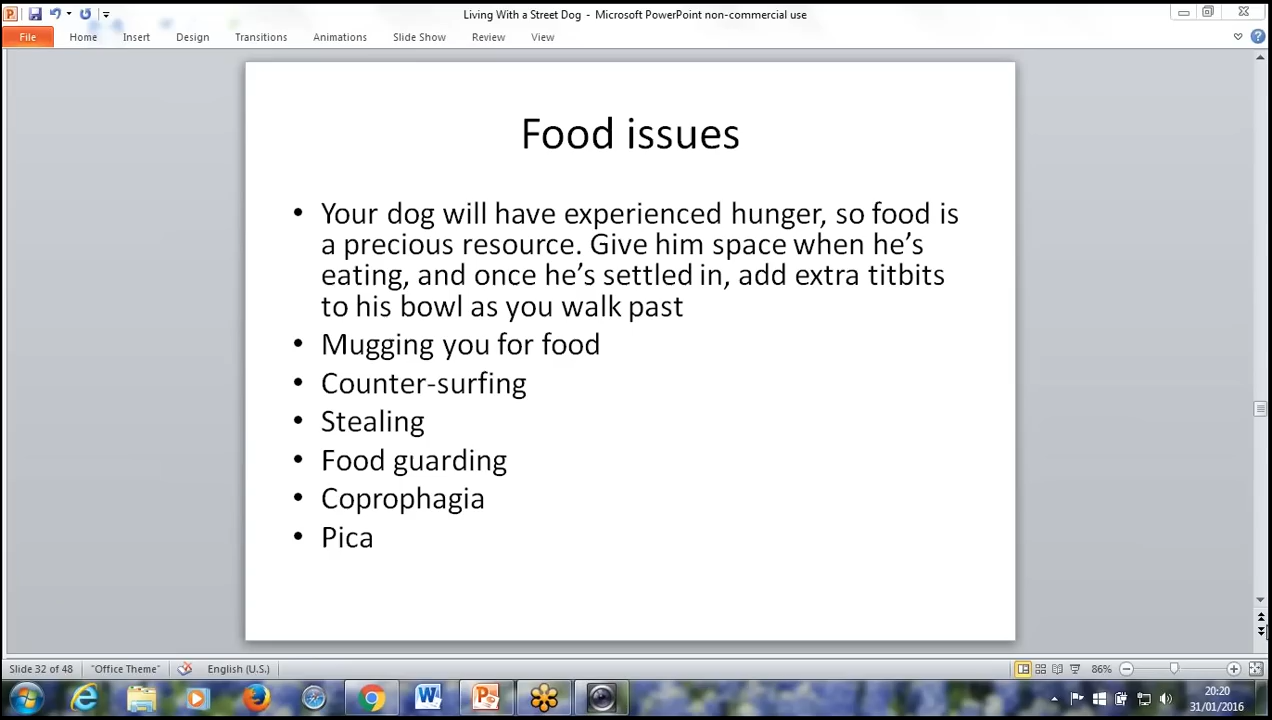 Living With a Street Dog - Microsoft PowerPoint non-commercial use
File Home Insert Design Transitions Animations Slide Show Review View
Food issues
• Your dog will have experienced hunger, so food is
a precious resource. Give him space when he’s
eating, and once he’s settled in, add extra titbits
to his bowl as you walk past
• Mugging you for food
• Counter-surfing
• Stealing
• Food guarding
• Coprophagia
• Pica
Slide 32 of 48 "Office Theme" English (U.S.) 86%
20:20
31/01/2016